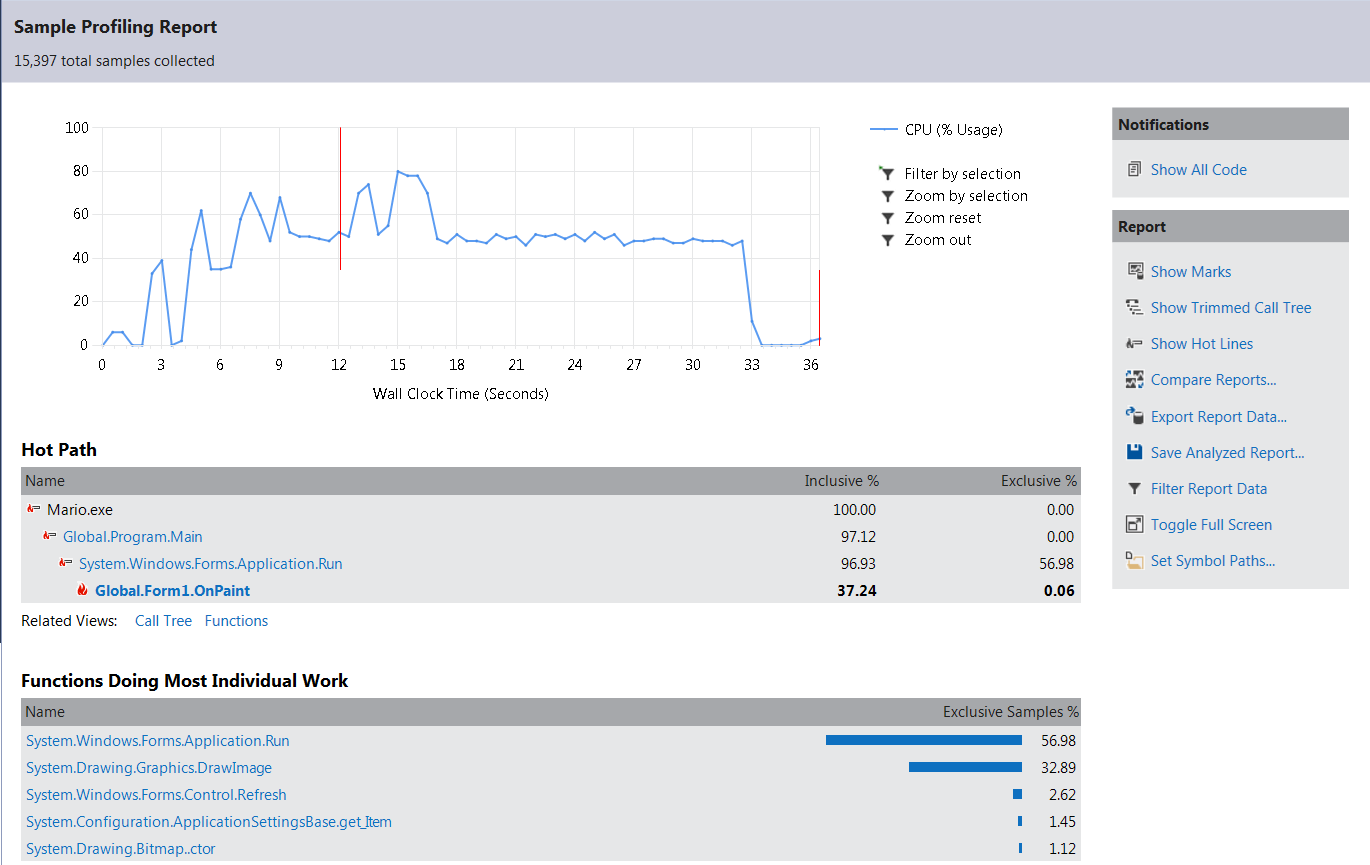 Sample Profiling Report
15,397 total samples collected
100
80
60
40
20
0
0 3 6 9 12 15 18 21 24 27 30 33 36
Wall Clock Time (Seconds)
CPU (% Usage)
Filter by selection
Zoom by selection
Zoom reset
Zoom out
Notifications
Show All Code
Report
Show Marks
Show Trimmed Call Tree
Show Hot Lines
Compare Reports...
Export Report Data...
Save Analyzed Report...
Filter Report Data
Toggle Full Screen
Set Symbol Paths...
Hot Path
Name Inclusive % Exclusive %
Mario.exe 100.00 0.00
Global.Program.Main 97.12 0.00
System.Windows.Forms.Application.Run 96.93 56.98
Global.Form1.OnPaint 37.24 0.06
Related Views: Call Tree Functions
Functions Doing Most Individual Work
Name Exclusive Samples %
System.Windows.Forms.Application.Run 56.98
System.Drawing.Graphics.DrawImage 32.89
System.Windows.Forms.Control.Refresh 2.62
System.Configuration.ApplicationSettingsBase.get_Item 1.45
System.Drawing.Bitmap..ctor 1.12